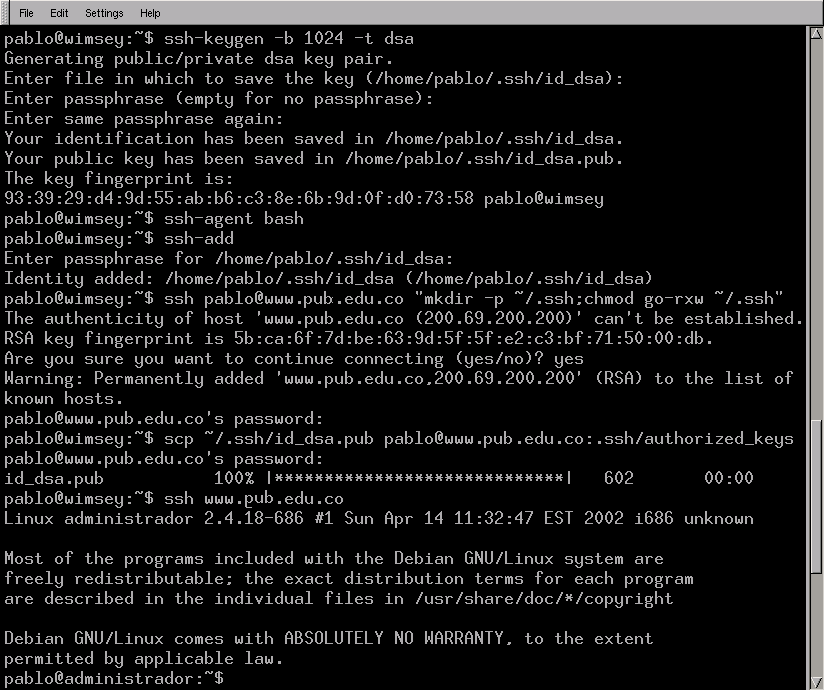 File Edit Settings Help
pablo@wimsey:~$ ssh-keygen -b 1024 -t dsa
Generating public/private dsa key pair.
Enter file in which to save the key (/home/pablo/.ssh/id_dsa):
Enter passphrase (empty for no passphrase):
Enter same passphrase again:
Your identification has been saved in /home/pablo/.ssh/id_dsa.
Your public key has been saved in /home/pablo/.ssh/id_dsa.pub.
The key fingerprint is:
93:39:29:d4:9d:55:ab:b6:c3:8e:6b:9d:0f:d0:73:58 pablo@wimsey
pablo@wimsey:~$ ssh-agent bash
pablo@wimsey:~$ ssh-add
Enter passphrase for /home/pablo/.ssh/id_dsa:
Identity added: /home/pablo/.ssh/id_dsa (/home/pablo/.ssh/id_dsa)
pablo@wimsey:~$ ssh pablo@www.pub.edu.co "mkdir -p ~/.ssh;chmod go-rxw ~/.ssh"
The authenticity of host 'www.pub.edu.co (200.69.200.200)' can't be established.
RSA key fingerprint is 5b:ca:6f:7d:be:63:9d:5f:5f:e2:c3:bf:71:50:00:db.
Are you sure you want to continue connecting (yes/no)? yes
Warning: Permanently added 'www.pub.edu.co,200.69.200.200' (RSA) to the list of
known hosts.
pablo@www.pub.edu.co's password:
pablo@wimsey:~$ scp ~/.ssh/id_dsa.pub pablo@www.pub.edu.co:.ssh/authorized_keys
pablo@www.pub.edu.co's password:
id_dsa.pub 100% |*****************************| 602 00:00
pablo@wimsey:~$ ssh www.pub.edu.co
Linux administrador 2.4.18-686 #1 Sun Apr 14 11:32:47 EST 2002 i686 unknown
Most of the programs included with the Debian GNU/Linux system are
freely redistributable; the exact distribution terms for each program
are described in the individual files in /usr/share/doc/*/copyright
Debian GNU/Linux comes with ABSOLUTELY NO WARRANTY, to the extent
permitted by applicable law.
pablo@administrador:~$